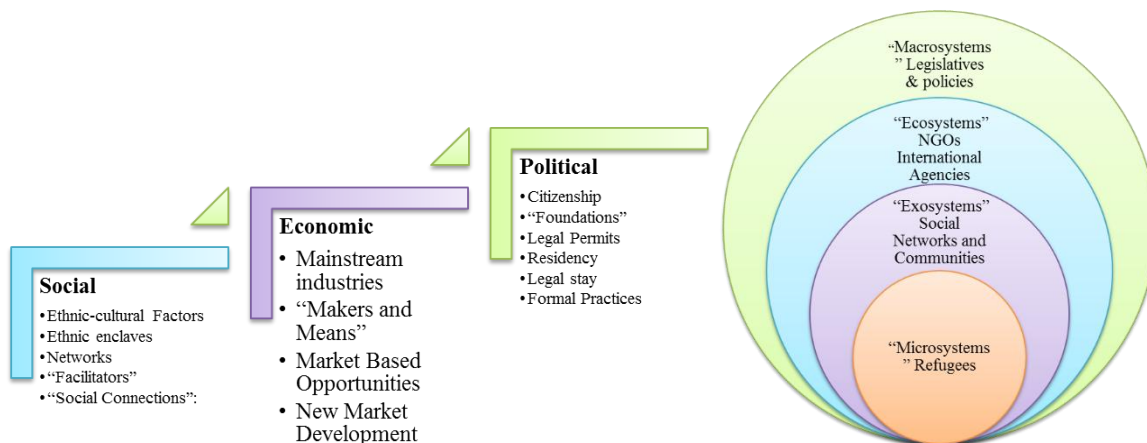 Social
•Ethnic-cultural Factors
•Ethnic enclaves
•Networks
•“Facilitators”
•“Social Connections”:
Economic
• Mainstream
industries
• “Makers and
Means”
• Market Based
Opportunities
• New Market
Development
Political
•Citizenship
•“Foundations”
•Legal Permits
•Residency
•Legal stay
•Formal Practices
“Macrosystems
” Legislatives
& policies
“Ecosystems”
NGOs
International
Agencies
“Exosystems”
Social
Networks and
Communities
“Microsystems
” Refugees